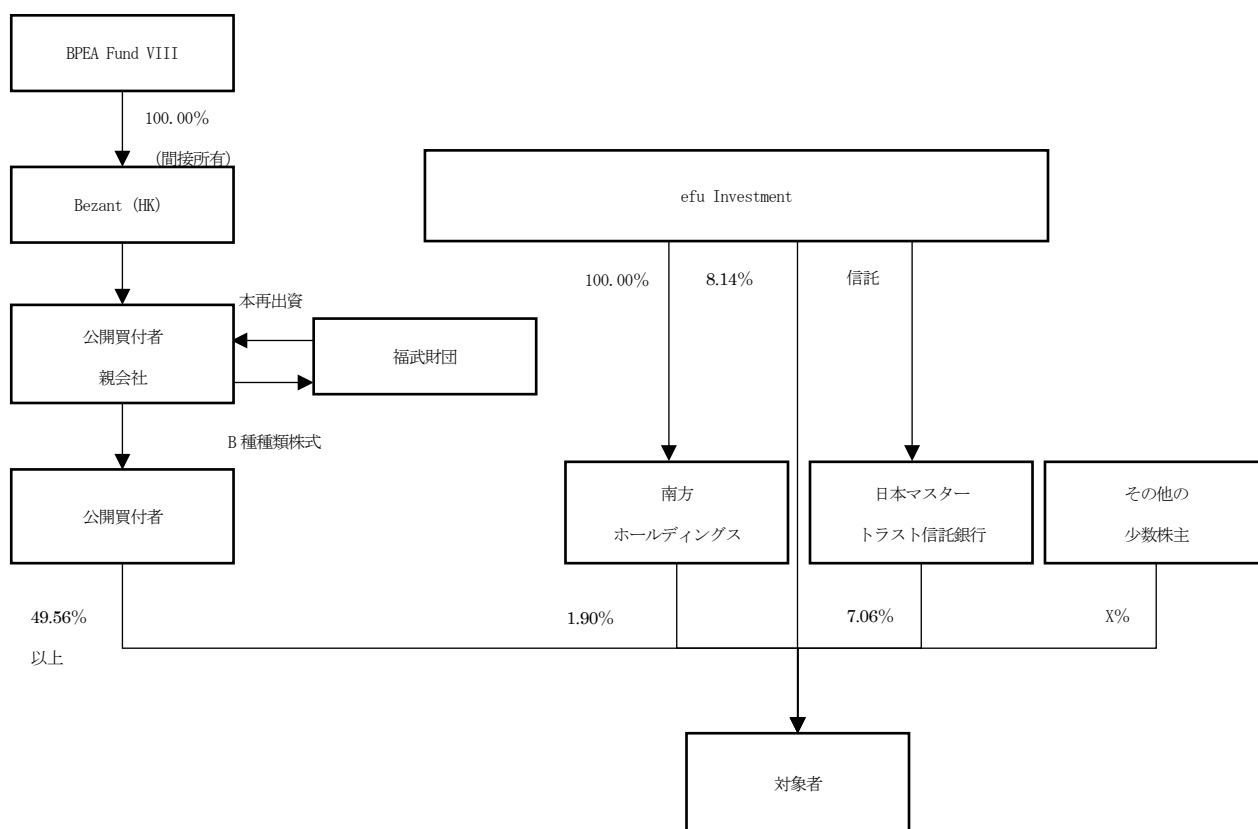 BPEA Fund VIII
100.00%
(間接所有)
Bezant (HK)
efu Investment
100.00%
8.14%
信託
本再出資
公開買付者
親会社
福武財団
B 種種類株式
公開買付者
南方
ホールディングス
日本マスター
トラスト信託銀行
その他の
少数株主
49.56%
以上
1.90%
7.06%
X%
対象者